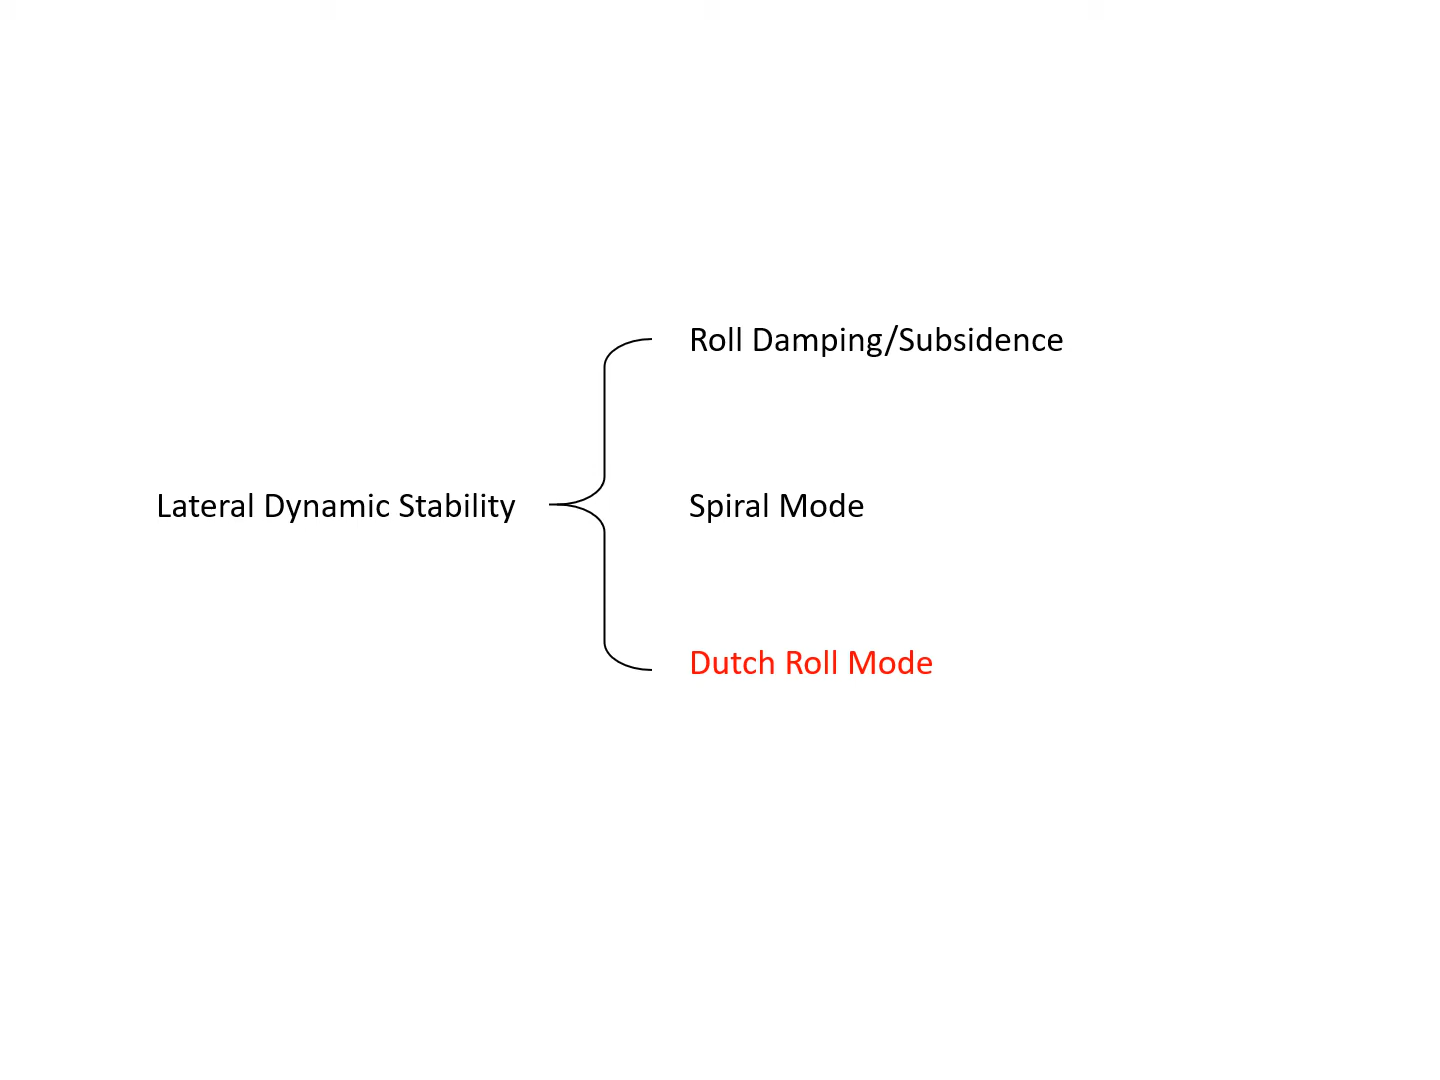 Roll Damping/Subsidence
Lateral Dynamic Stability
Spiral Mode
Dutch Roll Mode